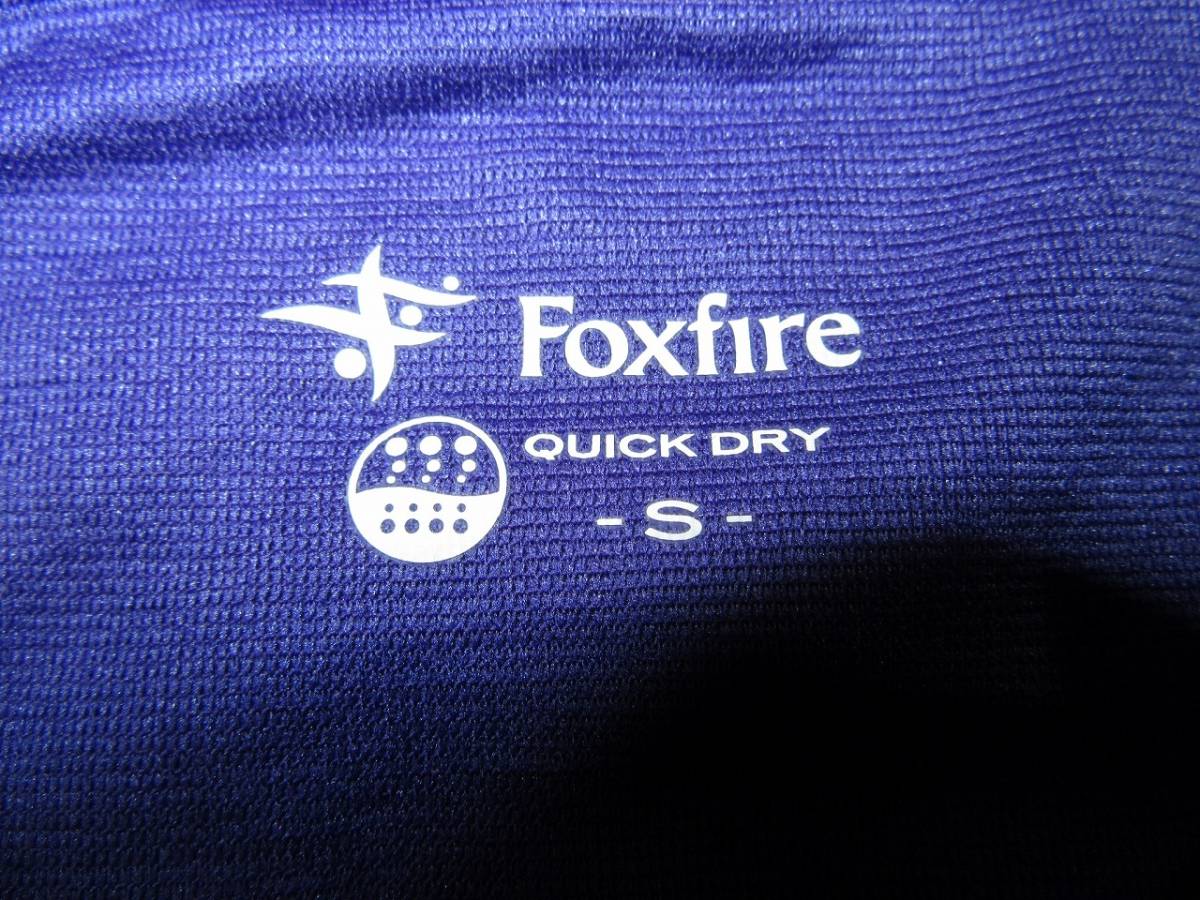 Foxfire
QUICK DRY
- S -